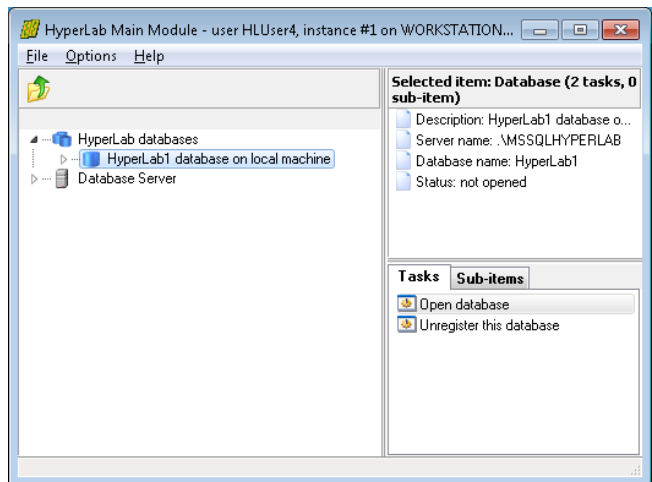 HyperLab Main Module - user HLUser4, instance #1 on WORKSTATION...
File Options Help
HyperLab databases
HyperLab1 database on local machine
Database Server
Selected item: Database (2 tasks, 0
sub-item)
Description: HyperLab1 database o...
Server name: .\MSSQLHYPERLAB
Database name: HyperLab1
Status: not opened
Tasks Sub-items
Open database
Unregister this database